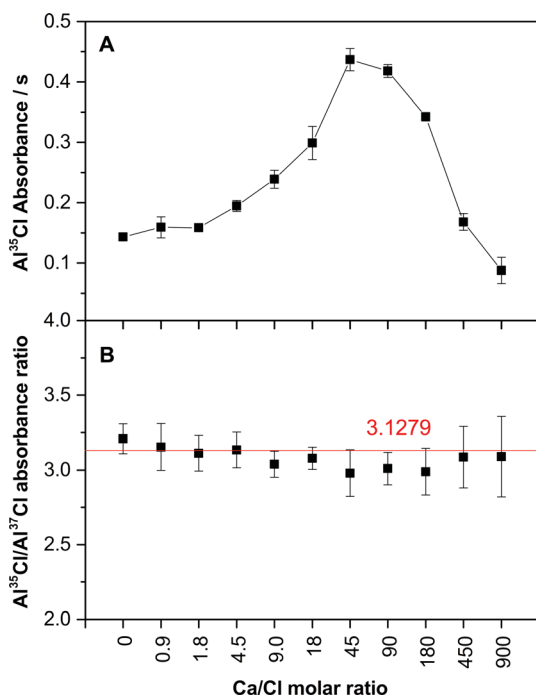 A
Al³⁵Cl Absorbance / s
0.5
0.4
0.3
0.2
0.1
4.0
B
Al³⁵Cl/Al³⁷Cl absorbance ratio
3.5
3.0
2.5
2.0
3.1279
0 0.9 1.8 4.5 9.0 18 45 90 180 450 900
Ca/Cl molar ratio